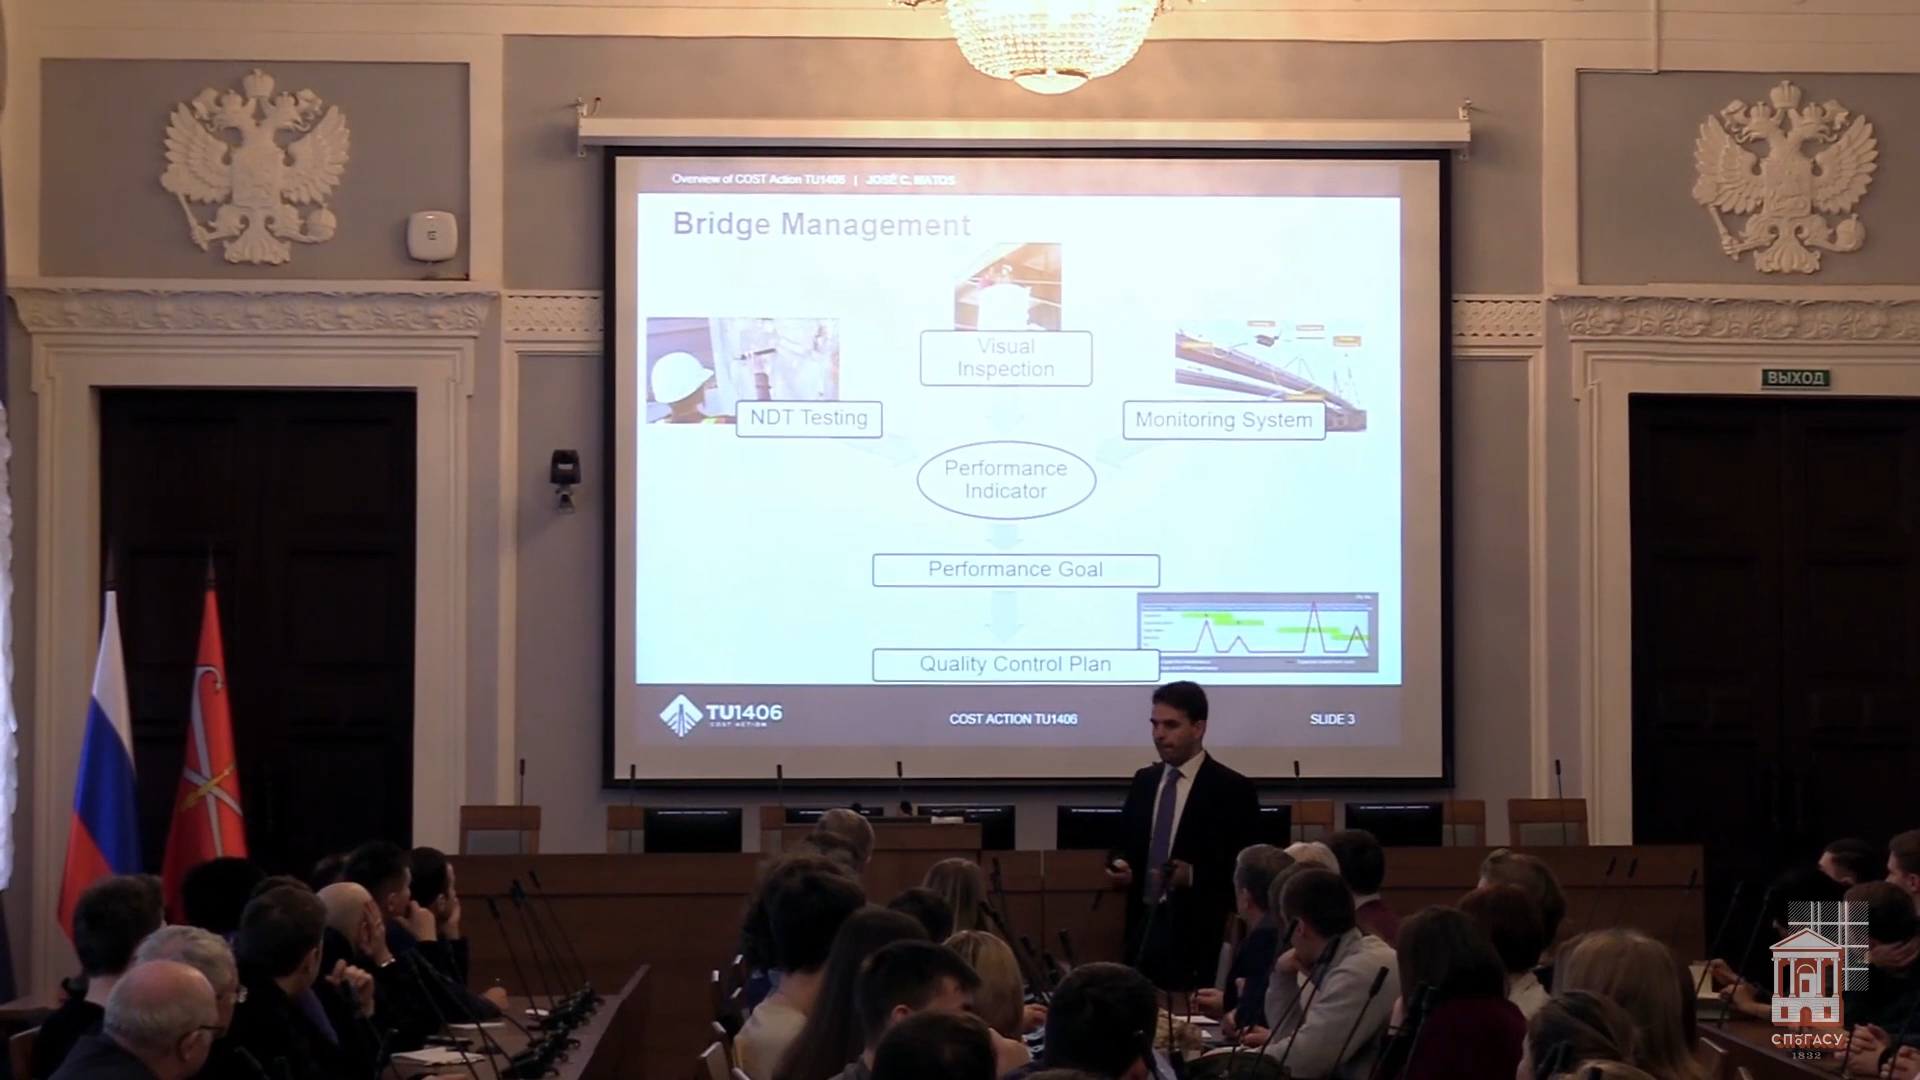 Overview of COST Action TU1406 | JOSÉ C. MATOS
Bridge Management
Visual
Inspection
NDT Testing
Monitoring System
Performance
Indicator
Performance Goal
Quality Control Plan
TU1406
COST ACTION
COST ACTION TU1406
SLIDE 3
ВЫХОД
СПбГАСУ
1832